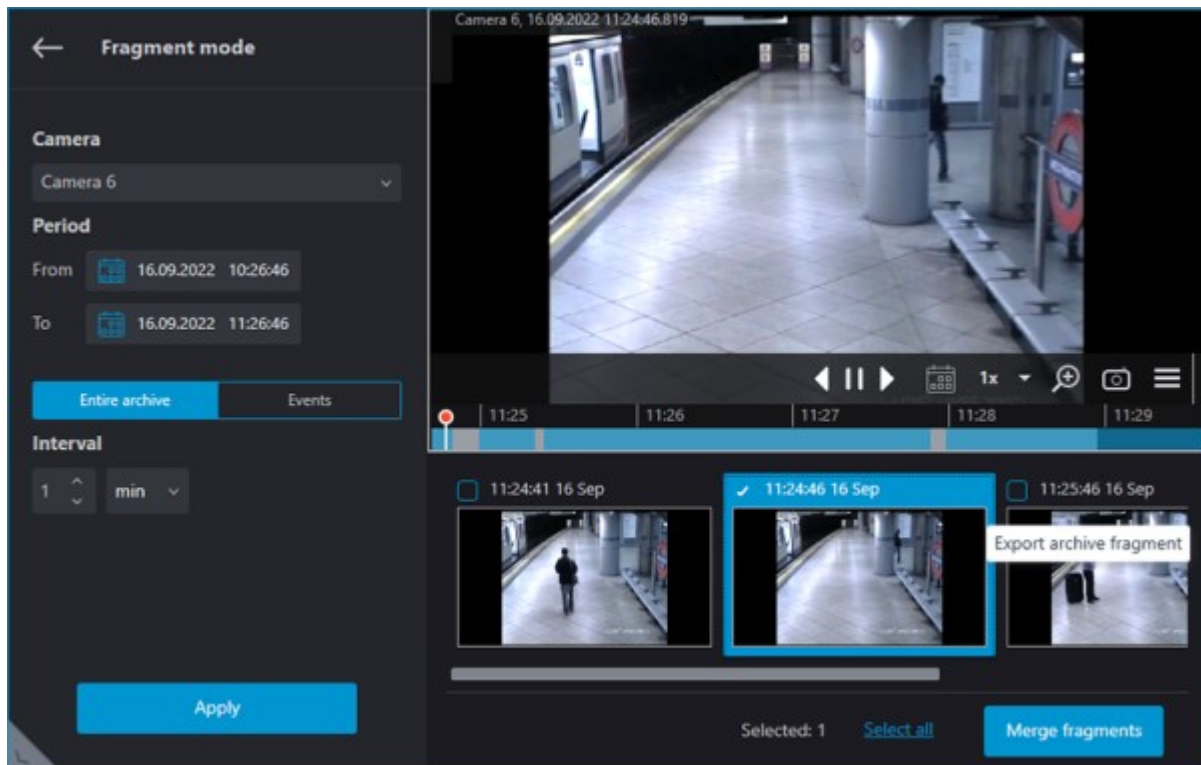 Fragment mode
Camera
Camera 6
Period
From 16.09.2022 10:26:46
To 16.09.2022 11:26:46
Entire archive Events
Interval
1 min
Apply
Camera 6, 16.09.2022 11:24:46.819
1x
11:25 11:26 11:27 11:28 11:29
11:24:41 16 Sep
11:24:46 16 Sep
11:25:46 16 Sep
Export archive fragment
Selected: 1 Select all Merge fragments